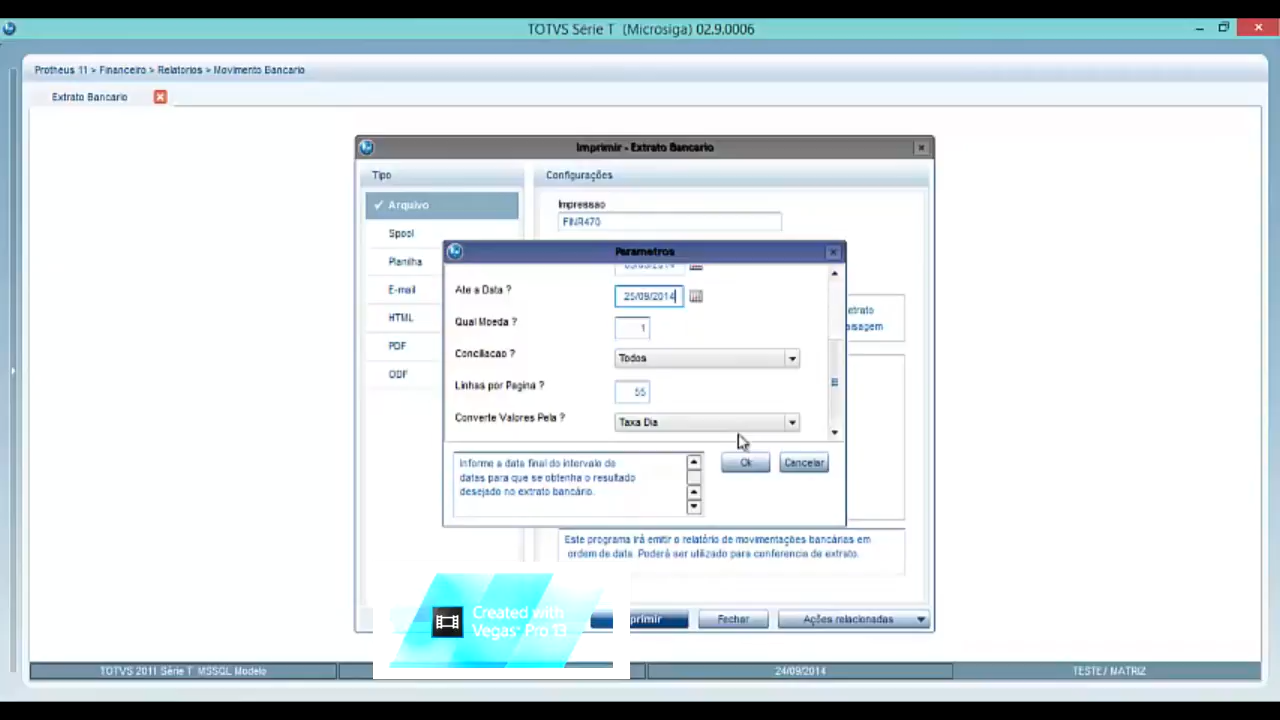 TOTVS Série T (Microsiga) 02.9.0006
Protheus 11 > Financeiro > Relatorios > Movimento Bancario
Extrato Bancario
Imprimir - Extrato Bancario
Tipo
Configurações
Arquivo
Spool
Planilha
E-mail
HTML
PDF
ODF
Impressao
FINR470
Parametros
Ate a Data ?
25/09/2014
Qual Moeda ?
1
Conciliacao ?
Todos
Linhas por Pagina ?
55
Converte Valores Pela ?
Taxa Dia
Informe a data final do intervalo de
datas para que se obtenha o resultado
desejado no extrato bancário.
Ok
Cancelar
Este programa irá emitir o relatório de movimentações bancárias em
ordem de data. Poderá ser utilizado para conferencia de extrato.
Created with
Vegas Pro 13
Fechar
Ações relacionadas
TOTVS 2011 Série T MSSQL Modelo
24/09/2014
TESTE / MATRIZ